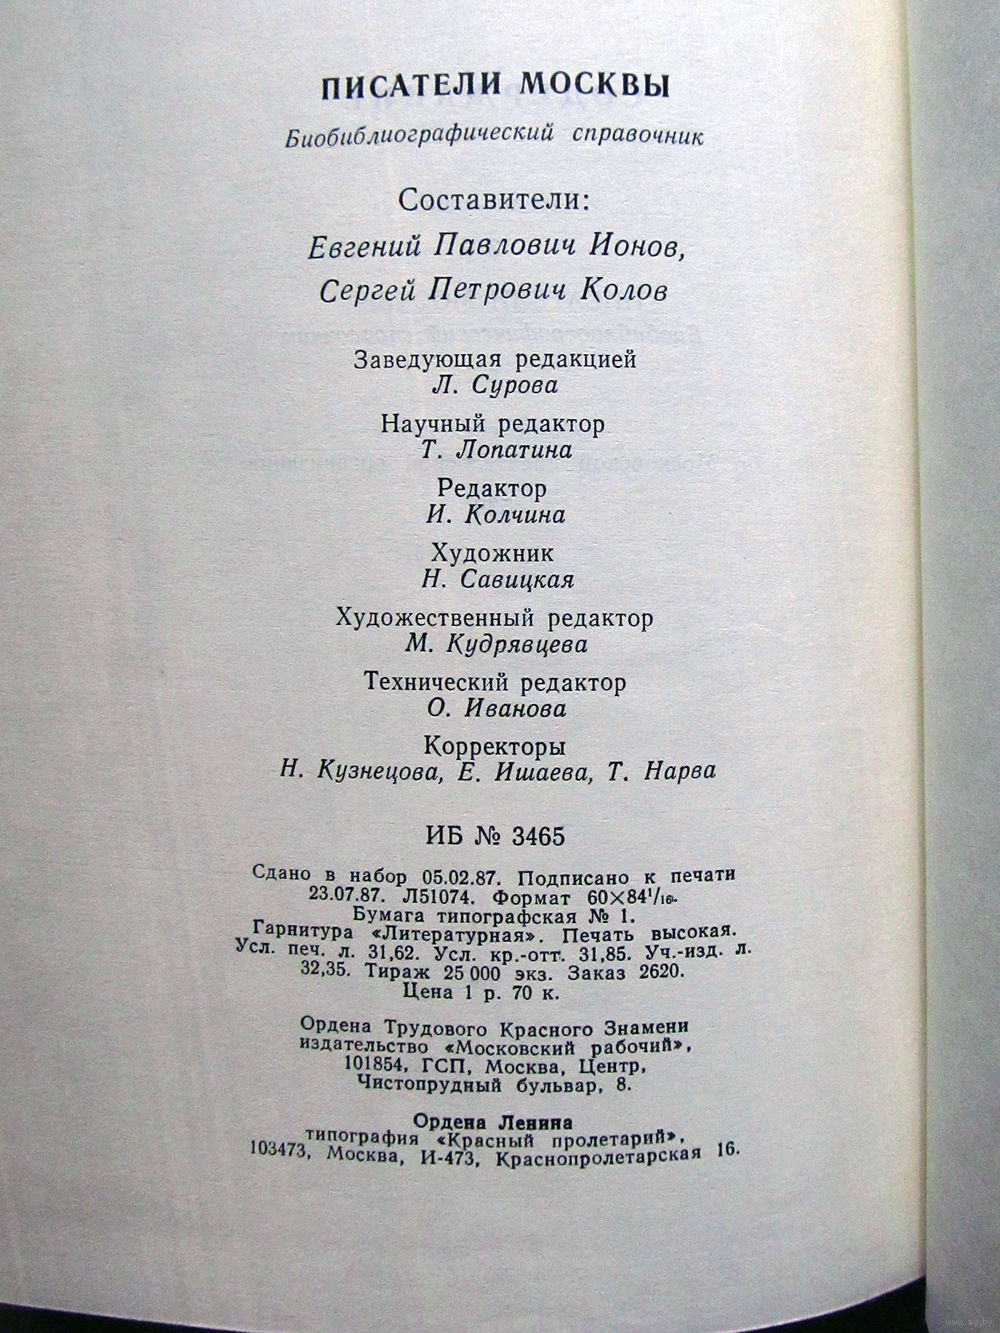 ПИСАТЕЛИ МОСКВЫ
Биобиблиографический справочник
Составители:
Евгений Павлович Ионов,
Сергей Петрович Колов
Заведующая редакцией
Л. Сурова
Научный редактор
Т. Лопатина
Редактор
И. Колчина
Художник
Н. Савицкая
Художественный редактор
М. Кудрявцева
Технический редактор
О. Иванова
Корректоры
Н. Кузнецова, Е. Ишаева, Т. Нарва
ИБ № 3465
Сдано в набор 05.02.87. Подписано к печати
23.07.87. Л51074. Формат 60×84¹/₁₆.
Бумага типографская № 1.
Гарнитура «Литературная». Печать высокая.
Усл. печ. л. 31,62. Усл. кр.-отт. 31,85. Уч.-изд. л.
32,35. Тираж 25 000 экз. Заказ 2620.
Цена 1 р. 70 к.
Ордена Трудового Красного Знамени
издательство «Московский рабочий»,
101854, ГСП, Москва, Центр,
Чистопрудный бульвар, 8.
Ордена Ленина
типография «Красный пролетарий»,
103473, Москва, И-473, Краснопролетарская 16.
www.ay.by